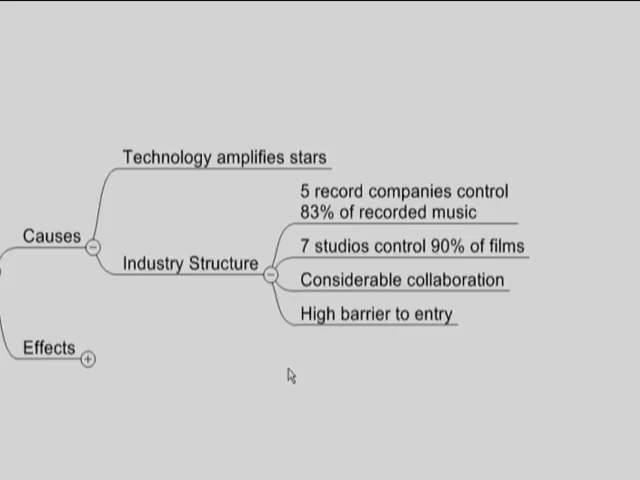 Technology amplifies stars
5 record companies control
83% of recorded music
Causes
7 studios control 90% of films
Industry Structure
Considerable collaboration
High barrier to entry
Effects